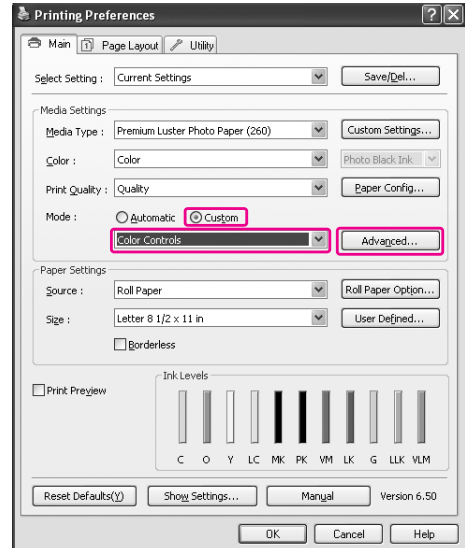 Printing Preferences
Main Page Layout Utility
Select Setting : Current Settings Save/Del...
Media Settings
Media Type : Premium Luster Photo Paper (260) Custom Settings...
Color : Color Photo Black Ink
Print Quality : Quality Paper Config...
Mode : Automatic Custom
Color Controls Advanced...
Paper Settings
Source : Roll Paper Roll Paper Option...
Size : Letter 8 1/2 x 11 in User Defined...
Borderless
Ink Levels
Print Preview
C O Y LC MK PK VM LK G LLK VLM
Reset Defaults(Y) Show Settings... Manual Version 6.50
OK Cancel Help